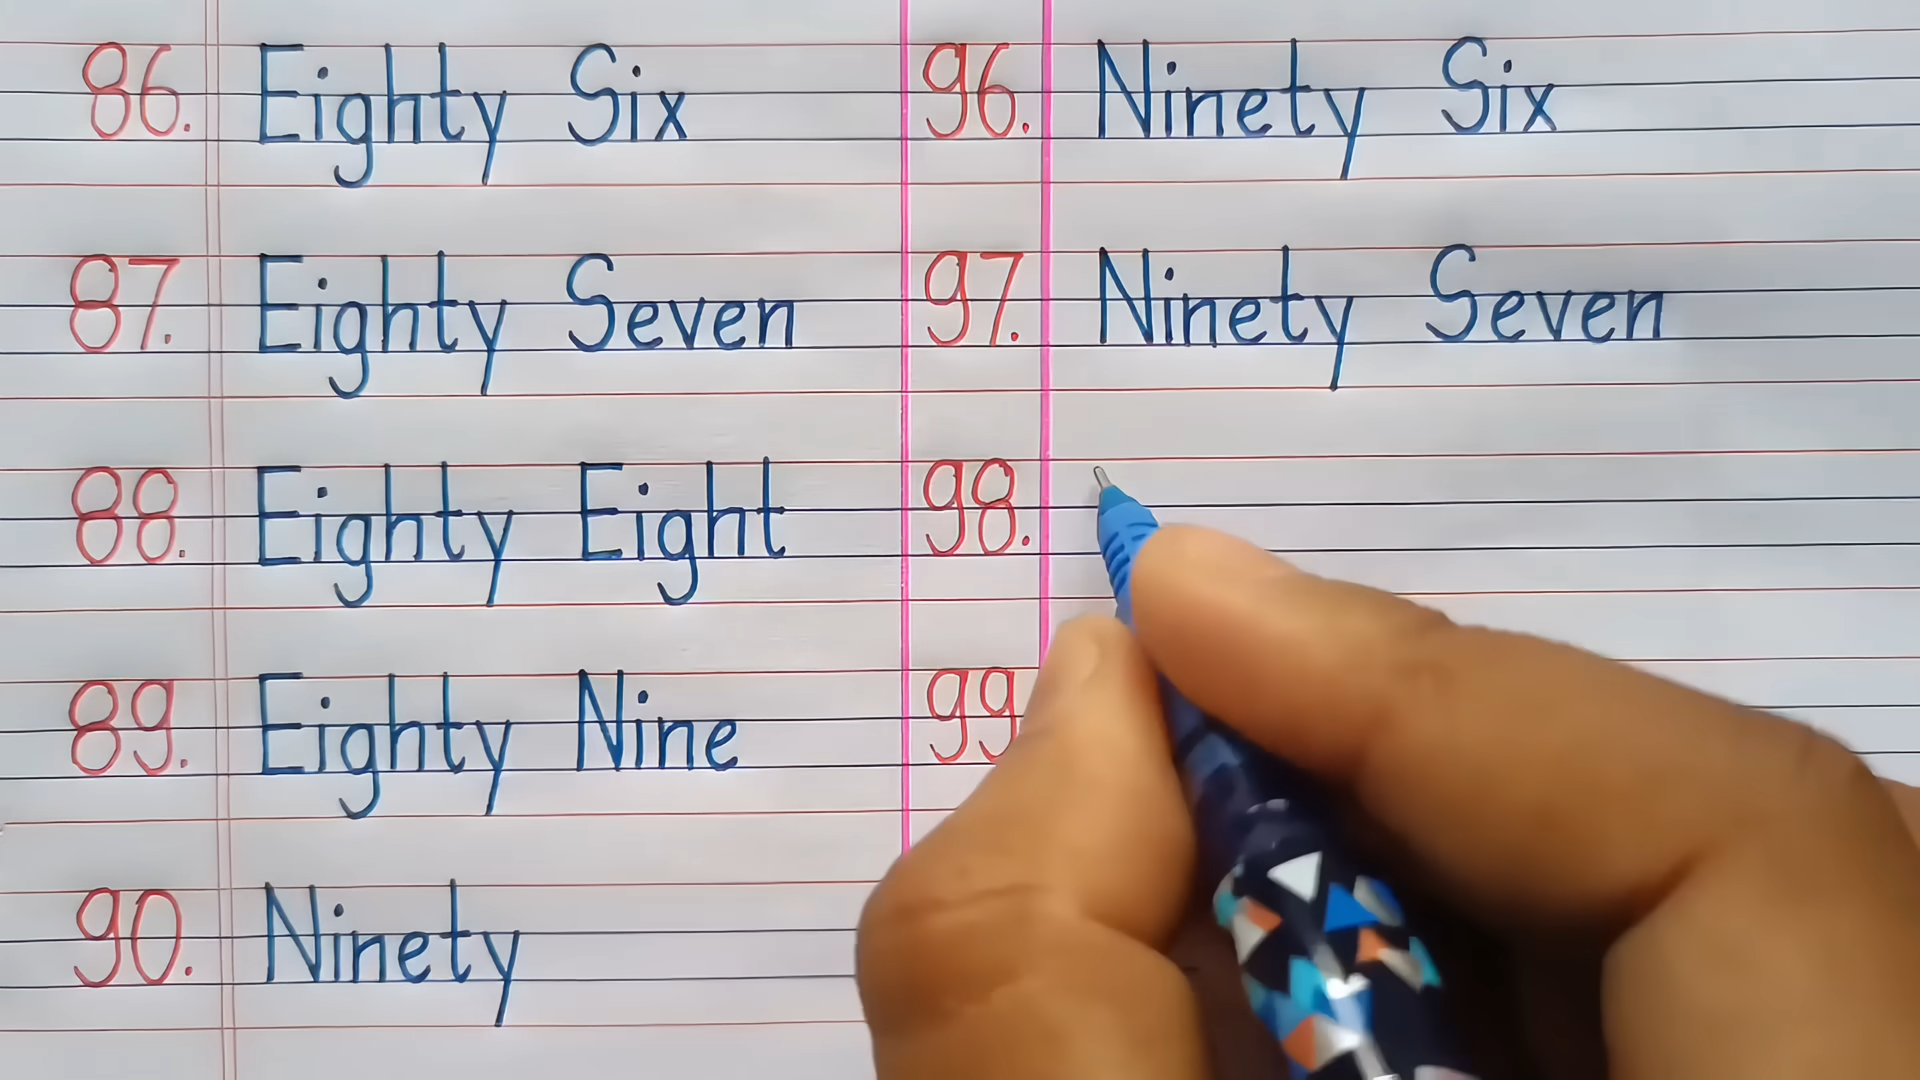 86. Eighty Six
87. Eighty Seven
88. Eighty Eight
89. Eighty Nine
90. Ninety
96. Ninety Six
97. Ninety Seven
98.
99